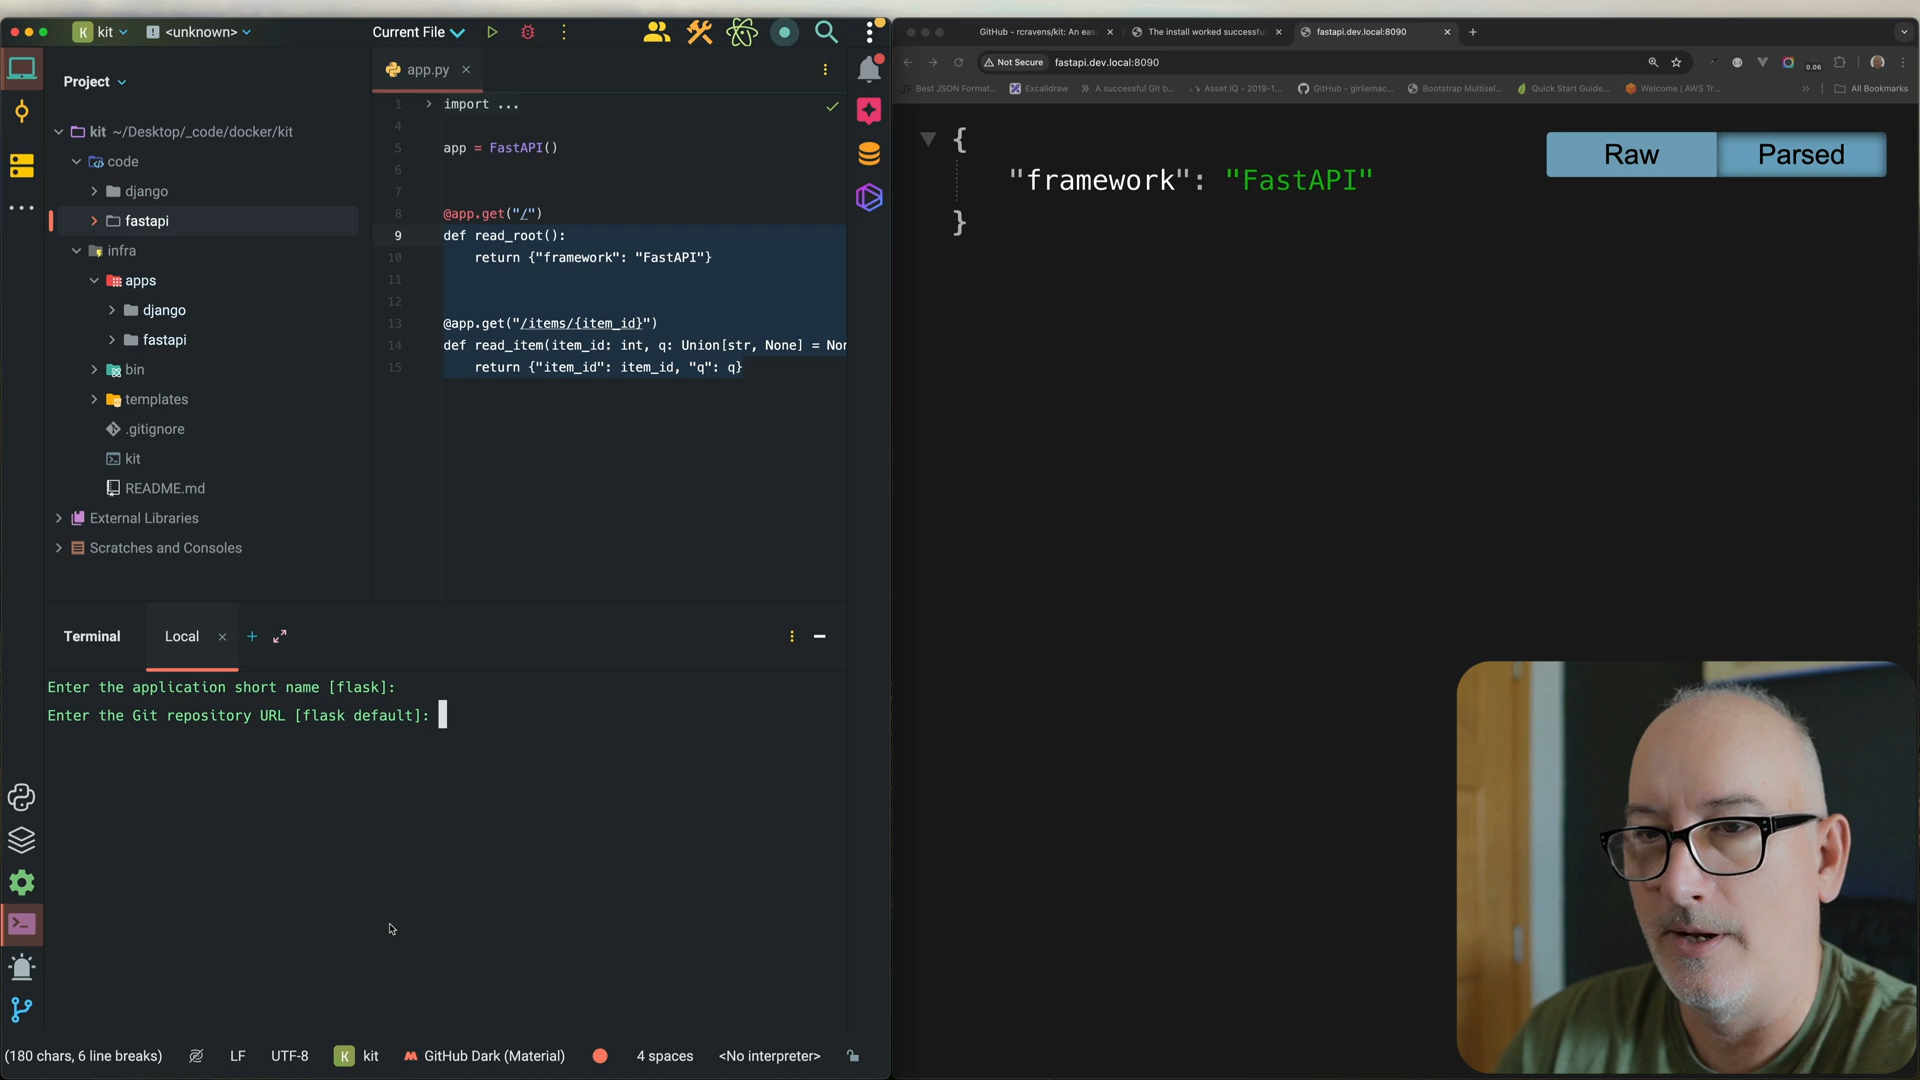 K kit <unknown> Current File
Project
app.py
kit ~/Desktop/_code/docker/kit
code
django
fastapi
infra
apps
django
fastapi
bin
templates
.gitignore
kit
README.md
External Libraries
Scratches and Consoles
1 import ...
4
5 app = FastAPI()
6
7
8 @app.get("/")
9 def read_root():
10 return {"framework": "FastAPI"}
11
12
13 @app.get("/items/{item_id}")
14 def read_item(item_id: int, q: Union[str, None] = Non
15 return {"item_id": item_id, "q": q}
Terminal Local
Enter the application short name [flask]:
Enter the Git repository URL [flask default]:
(180 chars, 6 line breaks) LF UTF-8 K kit GitHub Dark (Material) 4 spaces <No interpreter>
GitHub - rcravens/kit: An eas The install worked successful fastapi.dev.local:8090
Not Secure fastapi.dev.local:8090 0.06
Best JSON Format... Excalidraw A successful Git b... Asset IQ - 2019-1... GitHub - girliemac... Bootstrap Multisel... Quick Start Guide... Welcome | AWS Tr... All Bookmarks
{
"framework": "FastAPI"
}
Raw Parsed